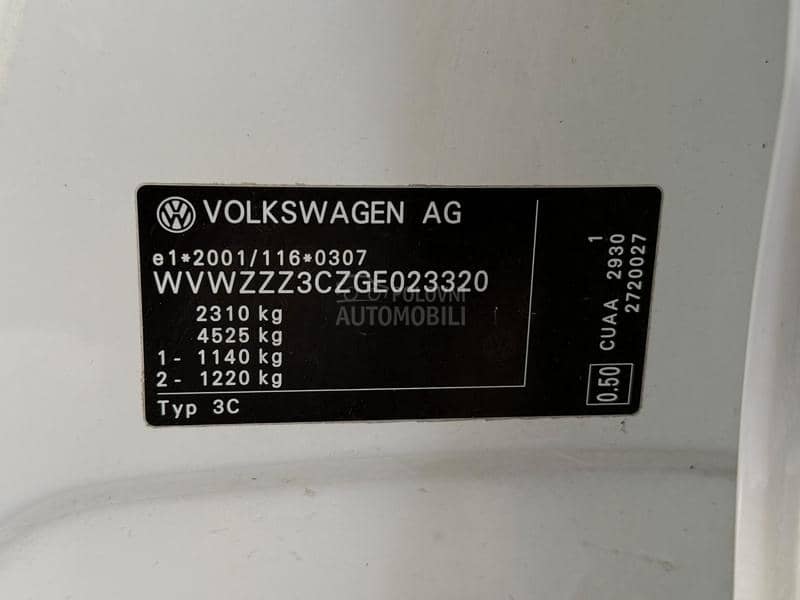 VOLKSWAGEN AG
e1*2001/116*0307
WVWZZZ3CZGE023320
2310 kg
4525 kg
1 - 1140 kg
2 - 1220 kg
Typ 3C
0.50
CUAA 2930 1
2720027
POLOVNI
AUTOMOBILI